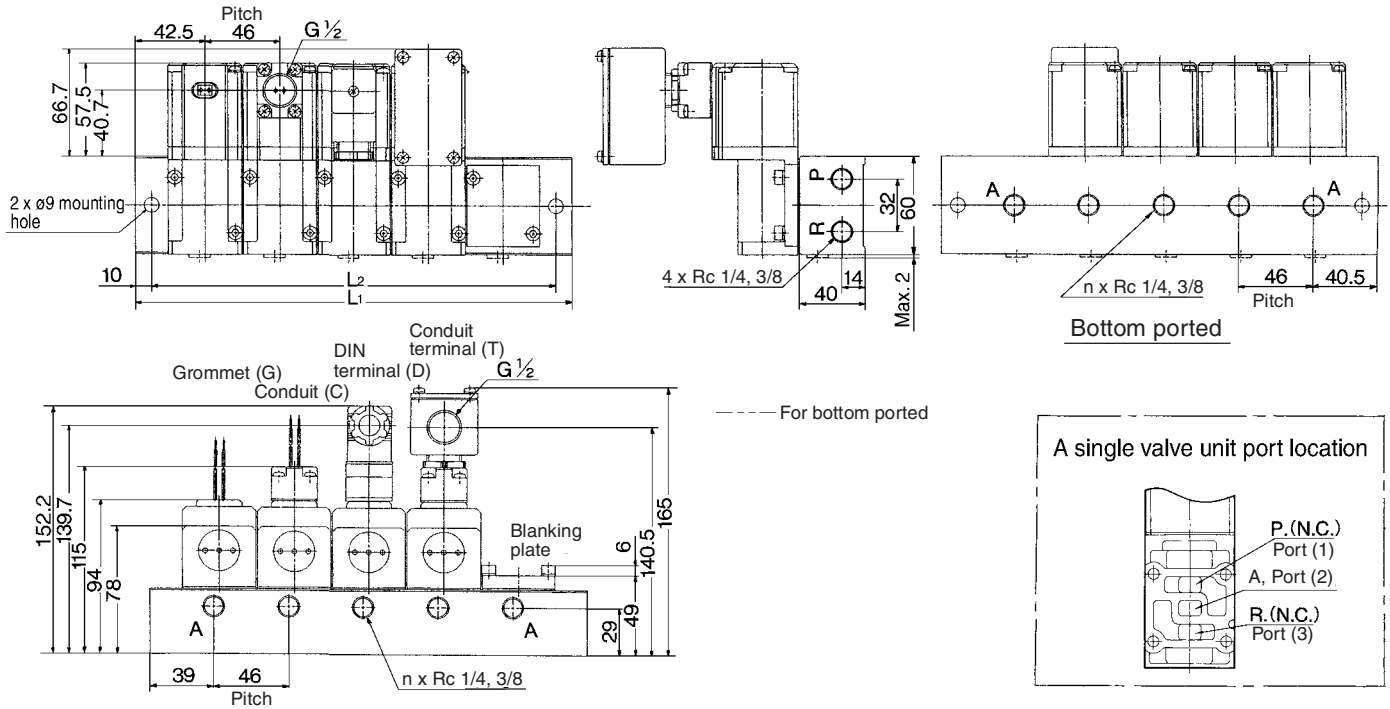 Pitch
42.5
46
G ½
66.7
57.5
40.7
2 x ø9 mounting
hole
10
L2
L1
P
R
32
60
4 x Rc 1/4, 3/8
14
40
Max. 2
A
A
n x Rc 1/4, 3/8
46
40.5
Pitch
Bottom ported
Grommet (G)
Conduit (C)
DIN
terminal (D)
Conduit
terminal (T)
G ½
152.2
139.7
115
94
78
Blanking
plate
6
165
140.5
49
29
A
A
39
46
Pitch
n x Rc 1/4, 3/8
For bottom ported
A single valve unit port location
P.(N.C.)
Port (1)
A, Port (2)
R.(N.C.)
Port (3)